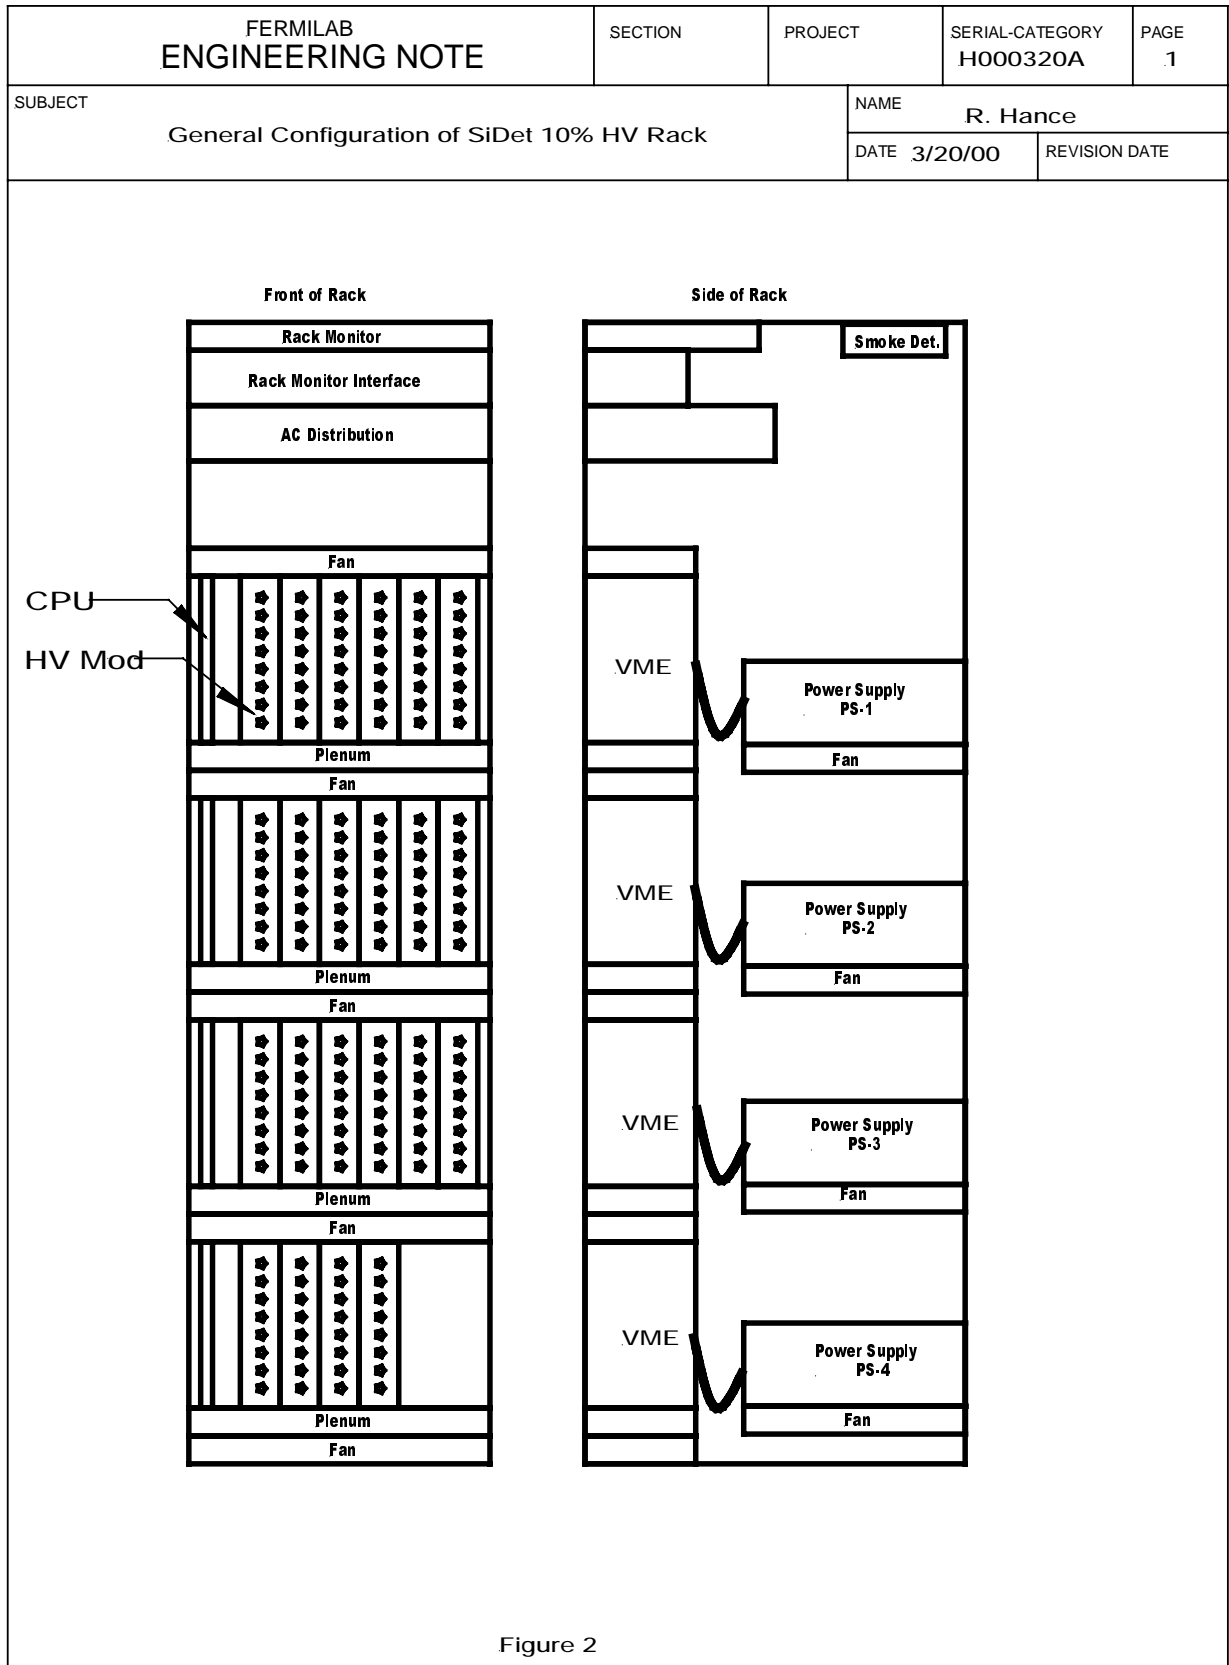 FERMILAB
ENGINEERING NOTE
SECTION
PROJECT
SERIAL-CATEGORY
H000320A
PAGE
1
SUBJECT
General Configuration of SiDet 10% HV Rack
NAME
R. Hance
DATE 3/20/00
REVISION DATE
Front of Rack
Rack Monitor
Rack Monitor Interface
AC Distribution
Fan
CPU
HV Mod
Plenum
Fan
Plenum
Fan
Plenum
Fan
Plenum
Fan
Side of Rack
Smoke Det.
VME
Power Supply
PS-1
Fan
VME
Power Supply
PS-2
Fan
VME
Power Supply
PS-3
Fan
VME
Power Supply
PS-4
Fan
Figure 2